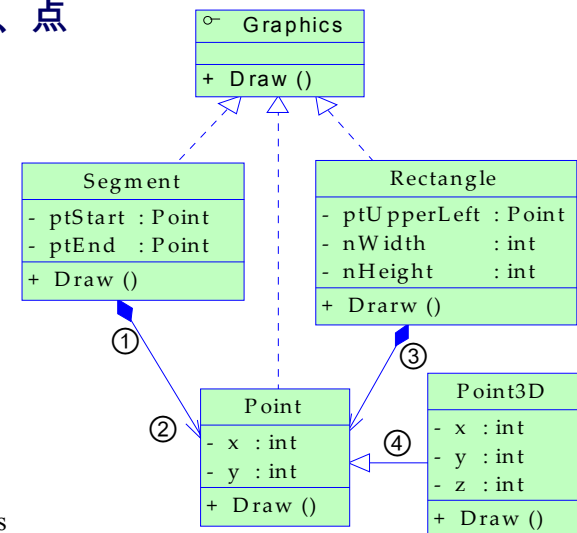 、点
Graphics
+ Draw ()
Segment
- ptStart : Point
- ptEnd : Point
+ Draw ()
Rectangle
- ptUpperLeft : Point
- nWidth : int
- nHeight : int
+ Drarw ()
①
③
②
④
Point
- x : int
- y : int
+ Draw ()
Point3D
- x : int
- y : int
- z : int
+ Draw ()
s